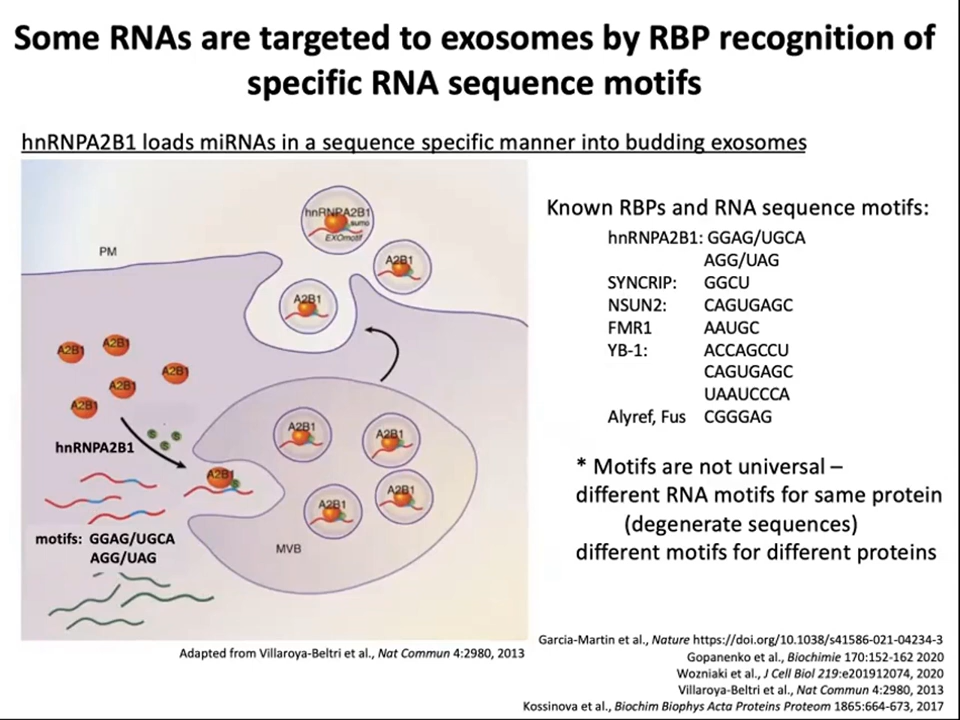 Some RNAs are targeted to exosomes by RBP recognition of
specific RNA sequence motifs
hnRNPA2B1 loads miRNAs in a sequence specific manner into budding exosomes
PM
hnRNPA2B1
sumo
EXOmotif
A2B1
A2B1
A2B1
A2B1
A2B1
A2B1
A2B1
hnRNPA2B1
S
S
S
A2B1
A2B1
A2B1
A2B1
A2B1
MVB
motifs: GGAG/UGCA
AGG/UAG
Adapted from Villaroya-Beltri et al., Nat Commun 4:2980, 2013
Known RBPs and RNA sequence motifs:
hnRNPA2B1: GGAG/UGCA
AGG/UAG
SYNCRIP: GGCU
NSUN2: CAGUGAGC
FMR1 AAUGC
YB-1: ACCAGCCU
CAGUGAGC
UAAUCCCA
Alyref, Fus CGGGAG
* Motifs are not universal –
different RNA motifs for same protein
(degenerate sequences)
different motifs for different proteins
Garcia-Martin et al., Nature https://doi.org/10.1038/s41586-021-04234-3
Gopanenko et al., Biochimie 170:152-162 2020
Wozniaki et al., J Cell Biol 219:e201912074, 2020
Villaroya-Beltri et al., Nat Commun 4:2980, 2013
Kossinova et al., Biochim Biophys Acta Proteins Proteom 1865:664-673, 2017